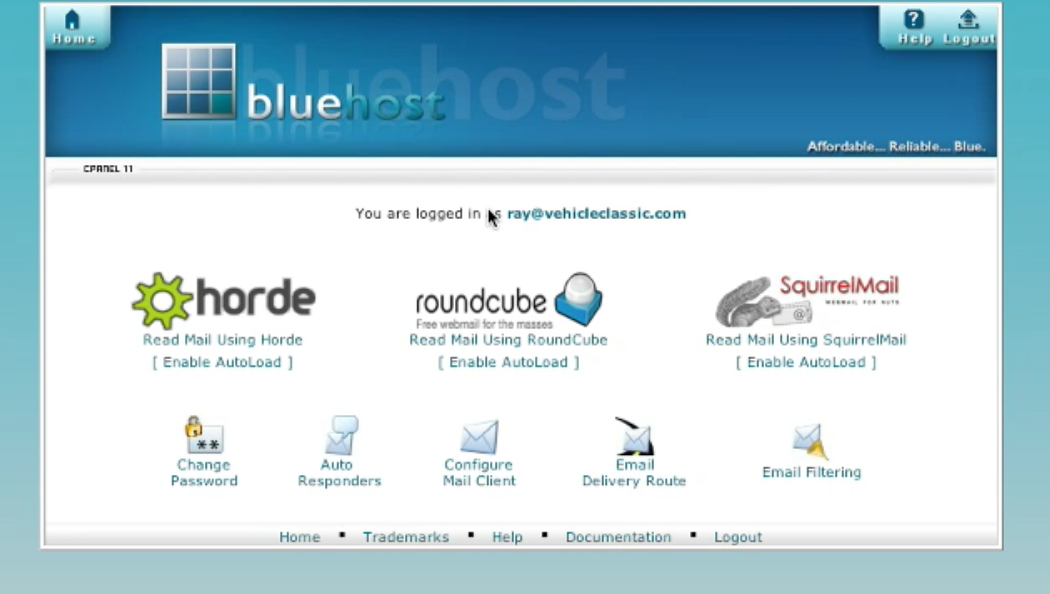 Home
Help Logout
bluehost
bluehost
Affordable... Reliable... Blue.
CPANEL 11
You are logged in as ray@vehicleclassic.com
horde
roundcube
Free webmail for the masses
SquirrelMail
WEBMAIL FOR NUTS
@
Read Mail Using Horde
Read Mail Using RoundCube
Read Mail Using SquirrelMail
[ Enable AutoLoad ]
[ Enable AutoLoad ]
[ Enable AutoLoad ]
**
Change
Password
Auto
Responders
Configure
Mail Client
Email
Delivery Route
Email Filtering
Home ▪ Trademarks ▪ Help ▪ Documentation ▪ Logout